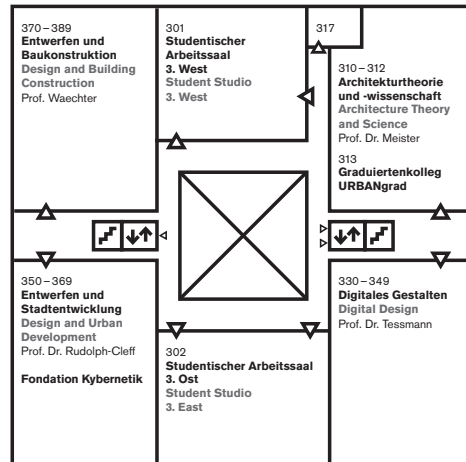 370–389
Entwerfen und
Baukonstruktion
Design and Building
Construction
Prof. Waechter
301
Studentischer
Arbeitssaal
3. West
Student Studio
3. West
317
310–312
Architekturtheorie
und -wissenschaft
Architecture Theory
and Science
Prof. Dr. Meister
313
Graduiertenkolleg
URBANgrad
350–369
Entwerfen und
Stadtentwicklung
Design and Urban
Development
Prof. Dr. Rudolph-Cleff
Fondation Kybernetik
302
Studentischer Arbeitssaal
3. Ost
Student Studio
3. East
330–349
Digitales Gestalten
Digital Design
Prof. Dr. Tessmann